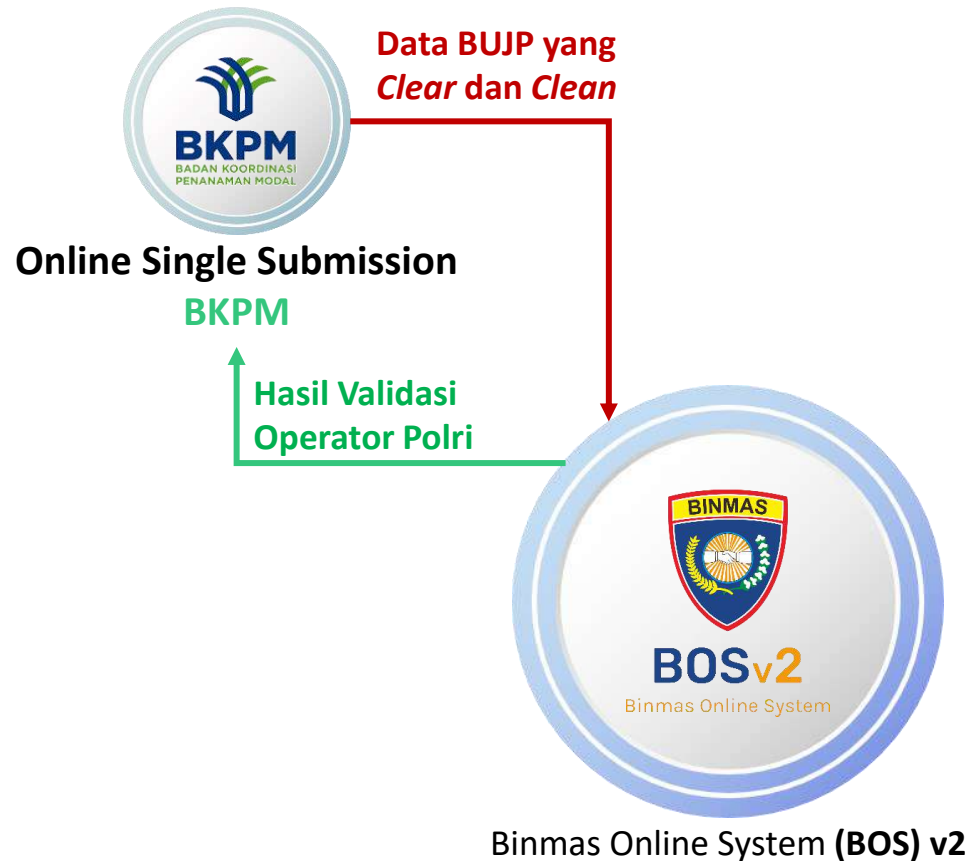 Data BUJP yang
Clear dan Clean
BKPM
BADAN KOORDINASI
PENANAMAN MODAL
Online Single Submission
BKPM
Hasil Validasi
Operator Polri
BINMAS
BOSv2
Binmas Online System
Binmas Online System (BOS) v2